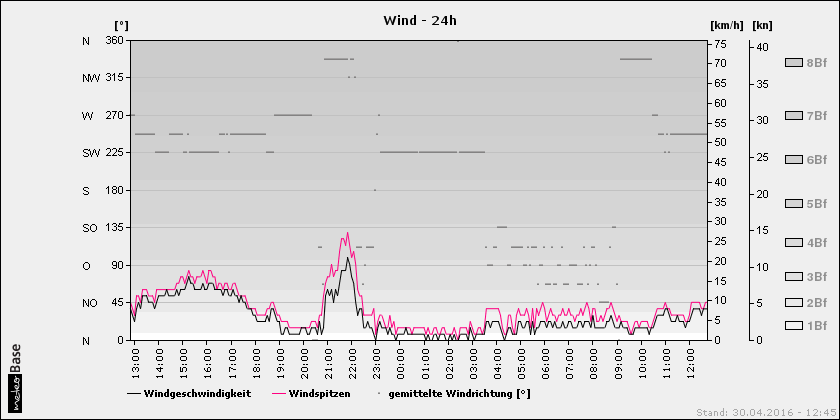 Wind - 24h
[°] [km/h] [kn]
N 360
NW 315
W 270
SW 225
S 180
SO 135
O 90
NO 45
N 0
75
70
65
60
55
50
45
40
35
30
25
20
15
10
5
0
40
35
30
25
20
15
10
5
0
8Bf
7Bf
6Bf
5Bf
4Bf
3Bf
2Bf
1Bf
13:00 14:00 15:00 16:00 17:00 18:00 19:00 20:00 21:00 22:00 23:00 00:00 01:00 02:00 03:00 04:00 05:00 06:00 07:00 08:00 09:00 10:00 11:00 12:00
Windgeschwindigkeit Windspitzen gemittelte Windrichtung [°]
meteoBase
Stand: 30.04.2016 - 12:45